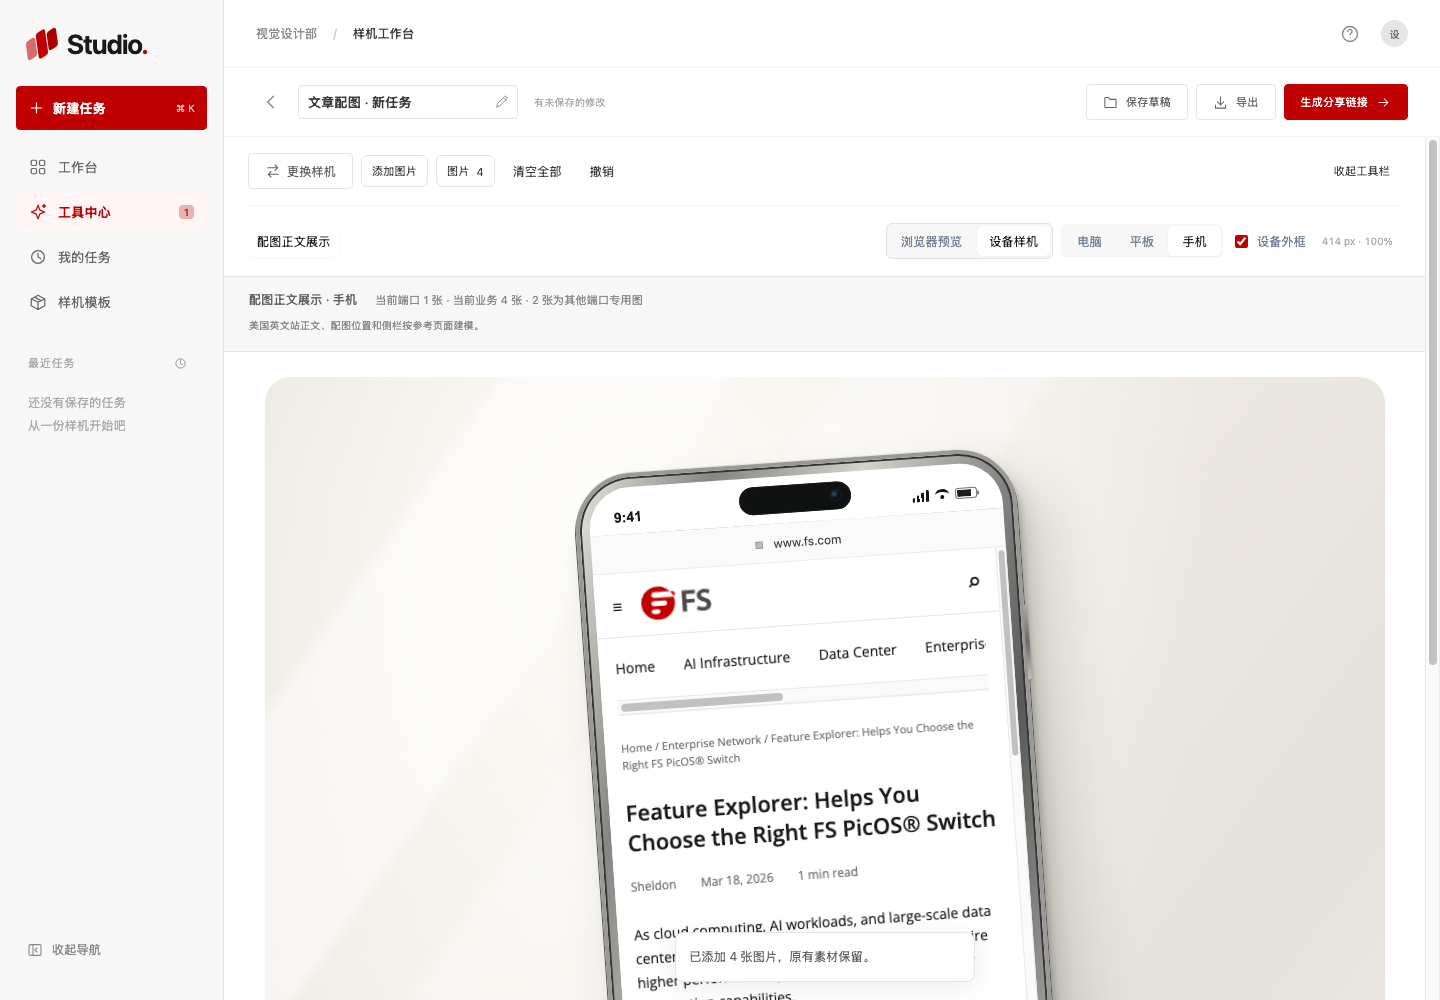 Studio.
视觉设计部 / 样机工作台
设
新建任务 ⌘ K
工作台
工具中心 1
我的任务
样机模板
最近任务
还没有保存的任务
从一份样机开始吧
收起导航
文章配图 · 新任务
有未保存的修改
保存草稿
导出
生成分享链接 →
更换样机
添加图片
图片 4
清空全部
撤销
收起工具栏
配图正文展示
浏览器预览
设备样机
电脑
平板
手机
设备外框
414 px · 100%
配图正文展示 · 手机 当前端口 1 张 · 当前业务 4 张 · 2 张为其他端口专用图
美国英文站正文、配图位置和侧栏按参考页面建模。
9:41
www.fs.com
FS
Home AI Infrastructure Data Center Enterpris
Home / Enterprise Network / Feature Explorer: Helps You Choose the
Right FS PicOS® Switch
Feature Explorer: Helps You
Choose the Right FS PicOS® Switch
Sheldon Mar 18, 2026 1 min read
As cloud computing, AI workloads, and large-scale data
center
higher
capabilities.
已添加 4 张图片，原有素材保留。